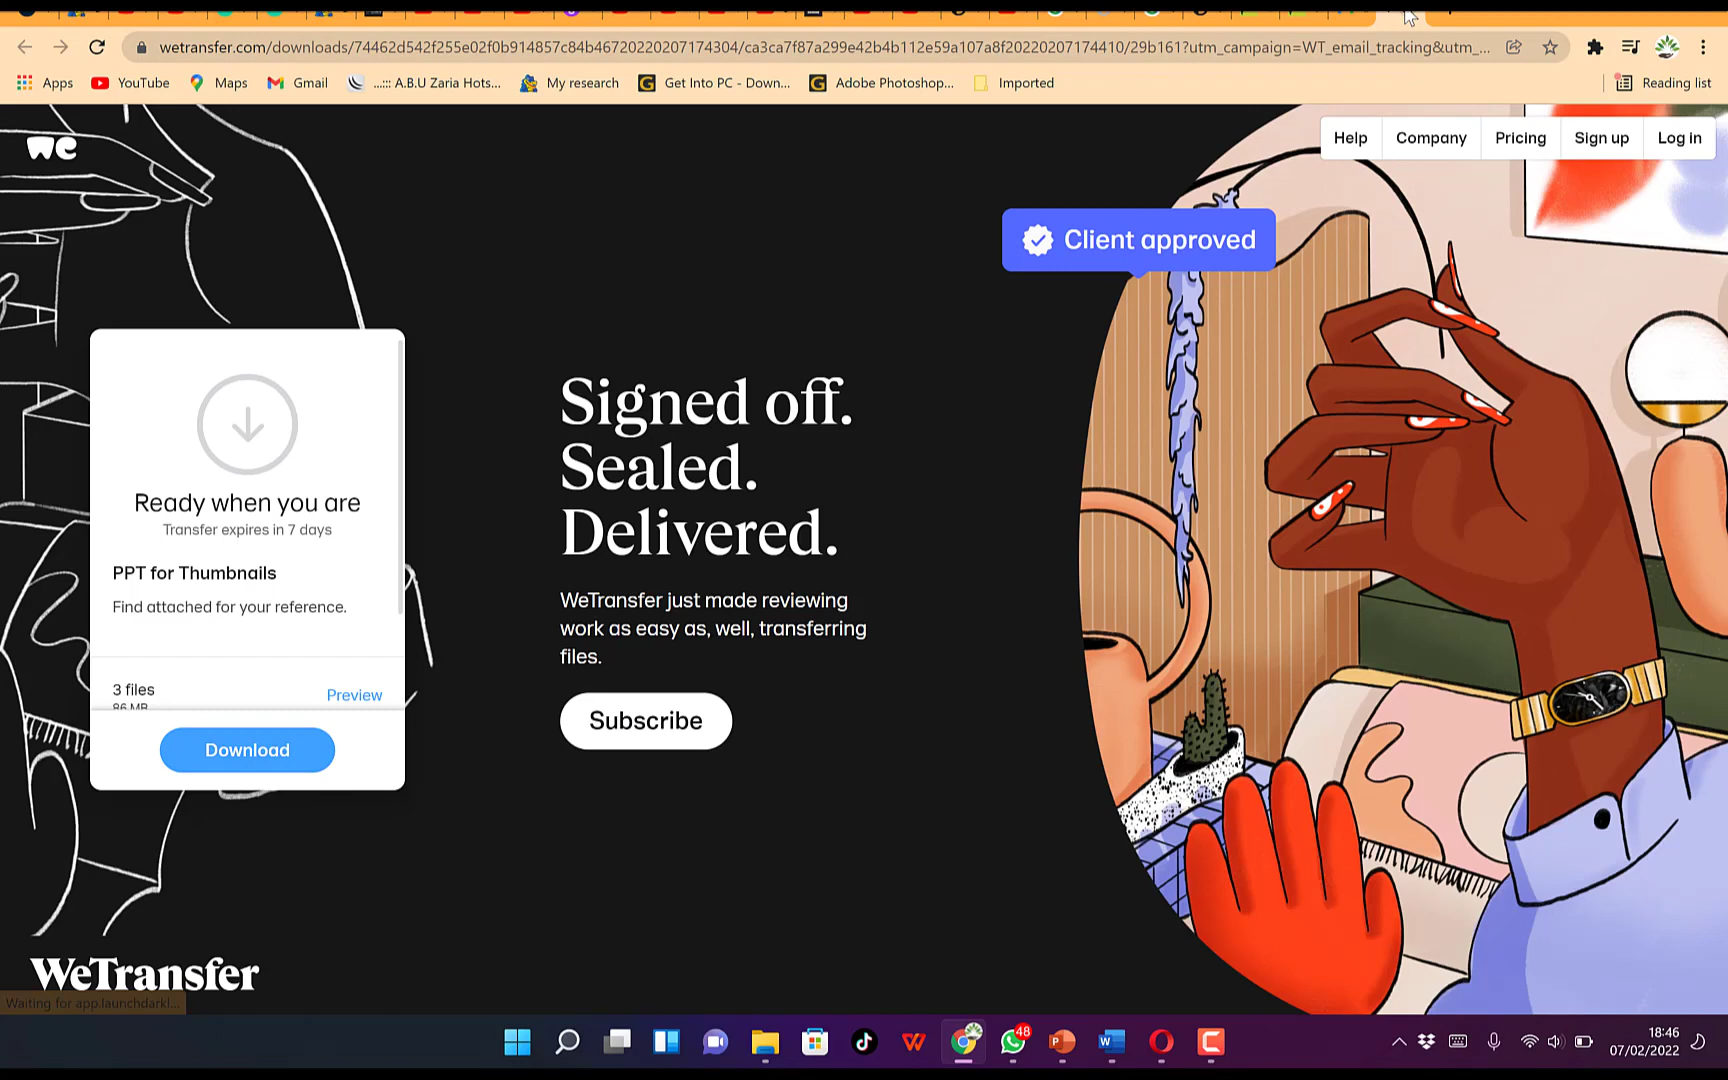 wetransfer.com/downloads/74462d542f255e02f0b914857c84b46720220207174304/ca3ca7f87a299e42b4b112e59a107a8f20220207174410/29b161?utm_campaign=WT_email_tracking&utm_...
Apps YouTube Maps Gmail ...::: A.B.U Zaria Hots... My research Get Into PC - Down... Adobe Photoshop... Imported Reading list
we
Help Company Pricing Sign up Log in
Client approved
Signed off.
Sealed.
Delivered.
WeTransfer just made reviewing
work as easy as, well, transferring
files.
Subscribe
Ready when you are
Transfer expires in 7 days
PPT for Thumbnails
Find attached for your reference.
3 files
Preview
86 MB
Download
WeTransfer
Waiting for app.launchdarkl...
48
18:46
07/02/2022